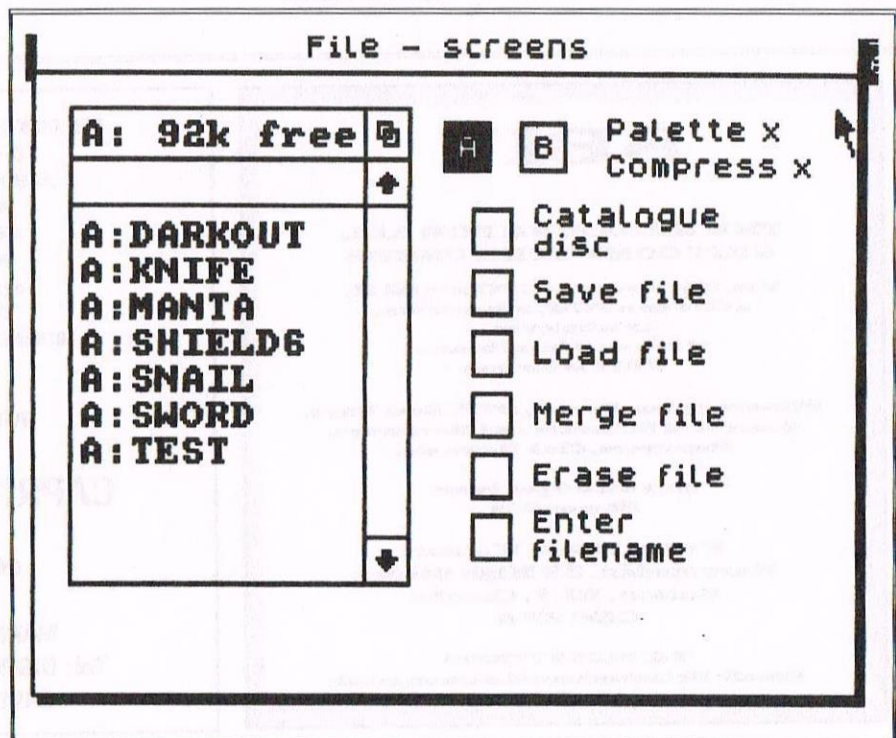 File — screens
A: 92k free
A B
Palette x
Compress x
A:DARKOUT
A:KNIFE
A:MANTA
A:SHIELD6
A:SNAIL
A:SWORD
A:TEST
Catalogue
disc
Save file
Load file
Merge file
Erase file
Enter
filename